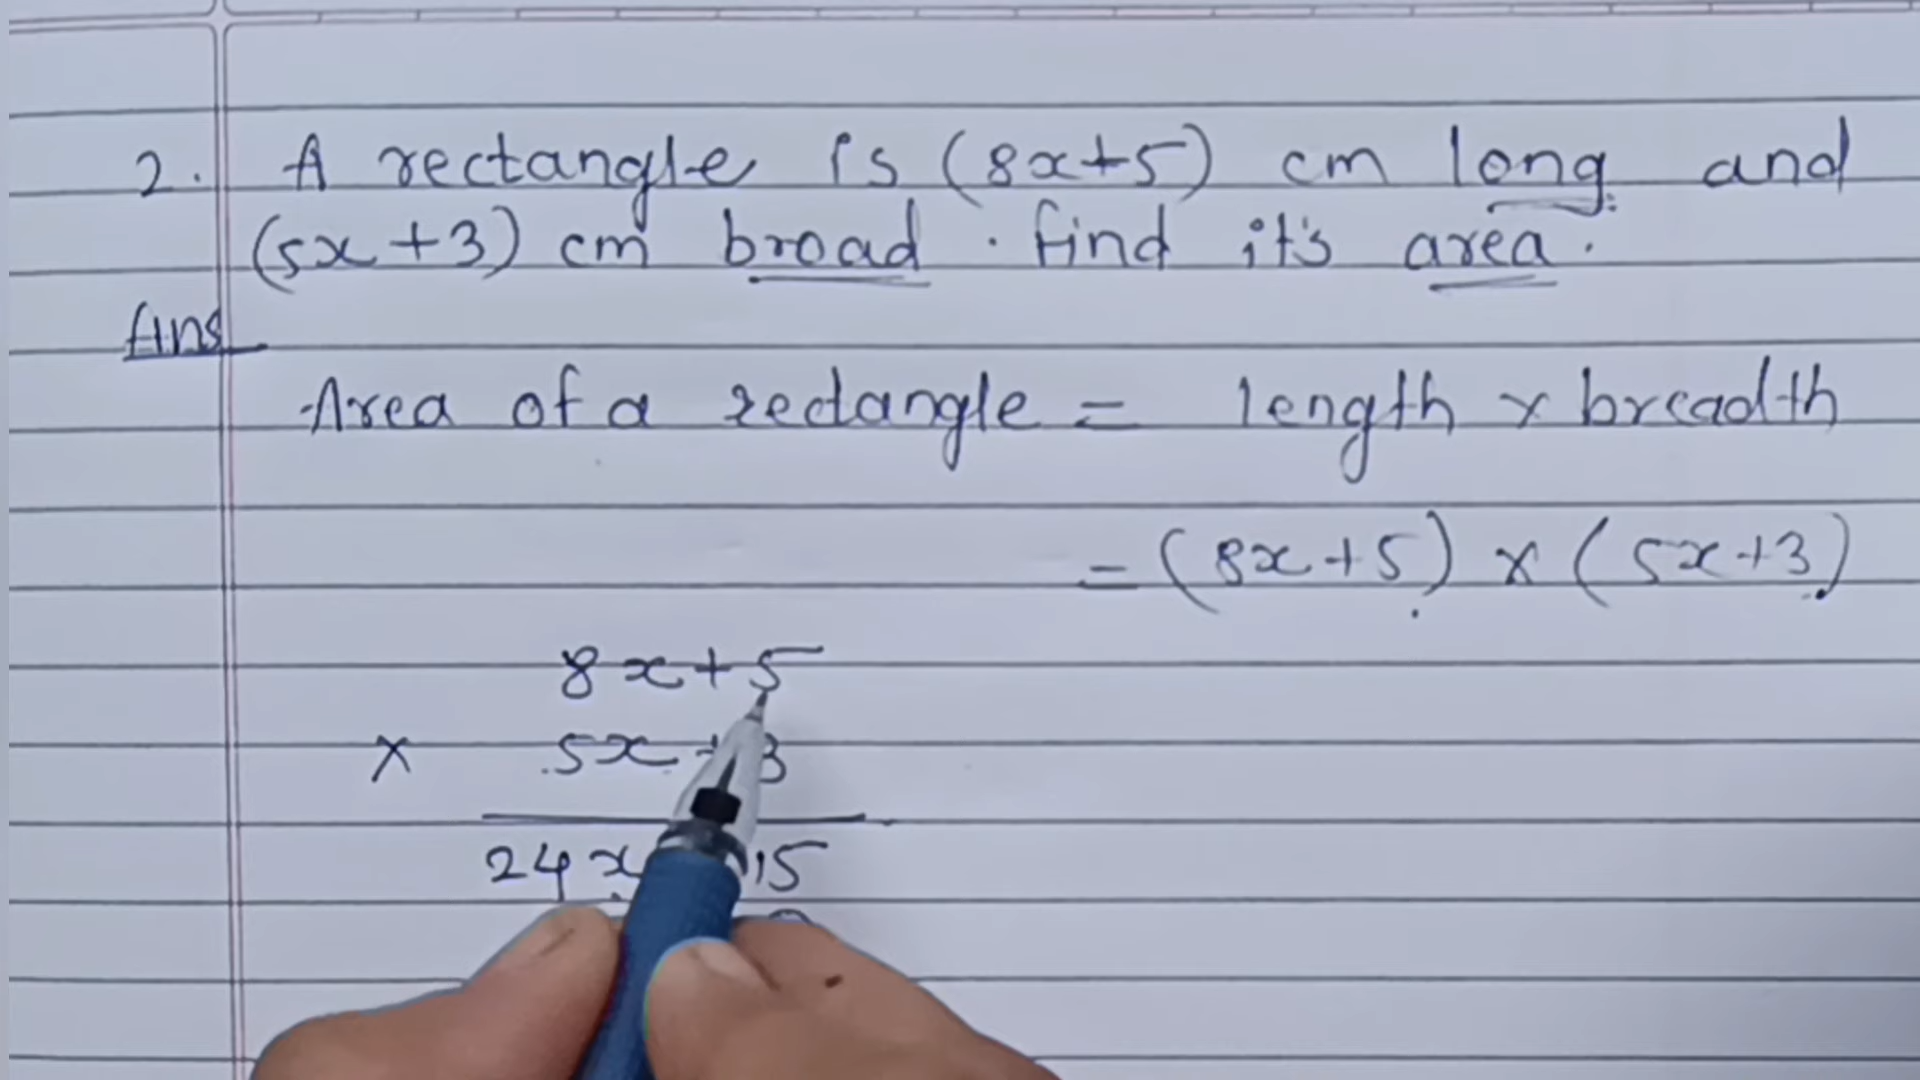 2. A rectangle is (8x+5) cm long and
(5x+3) cm broad. find it's area.
Ans
Area of a rectangle = length × breadth
= (8x+5) × (5x+3)
8x+5
× 5x+3
24x 15